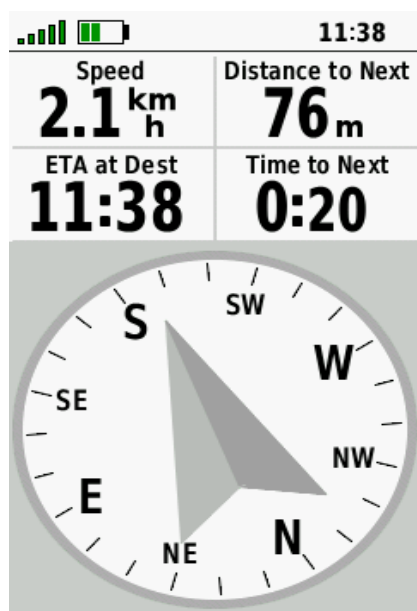 11:38
Speed
2.1 km
h
Distance to Next
76 m
ETA at Dest
11:38
Time to Next
0:20
S
SW
W
SE
NW
E
N
NE